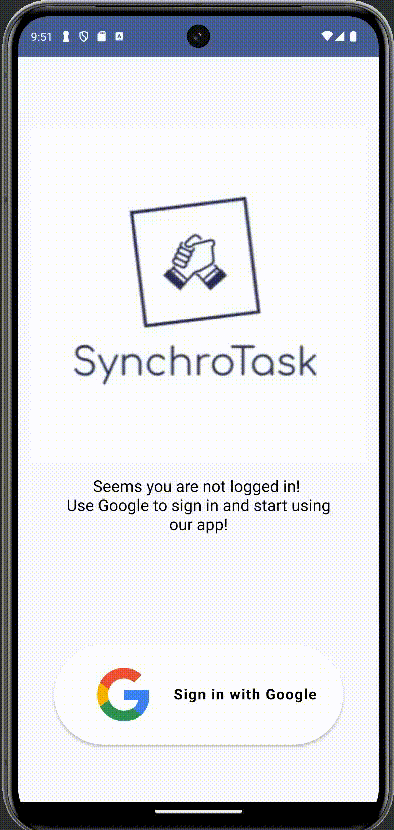 9:51
SynchroTask
Seems you are not logged in!
Use Google to sign in and start using
our app!
Sign in with Google